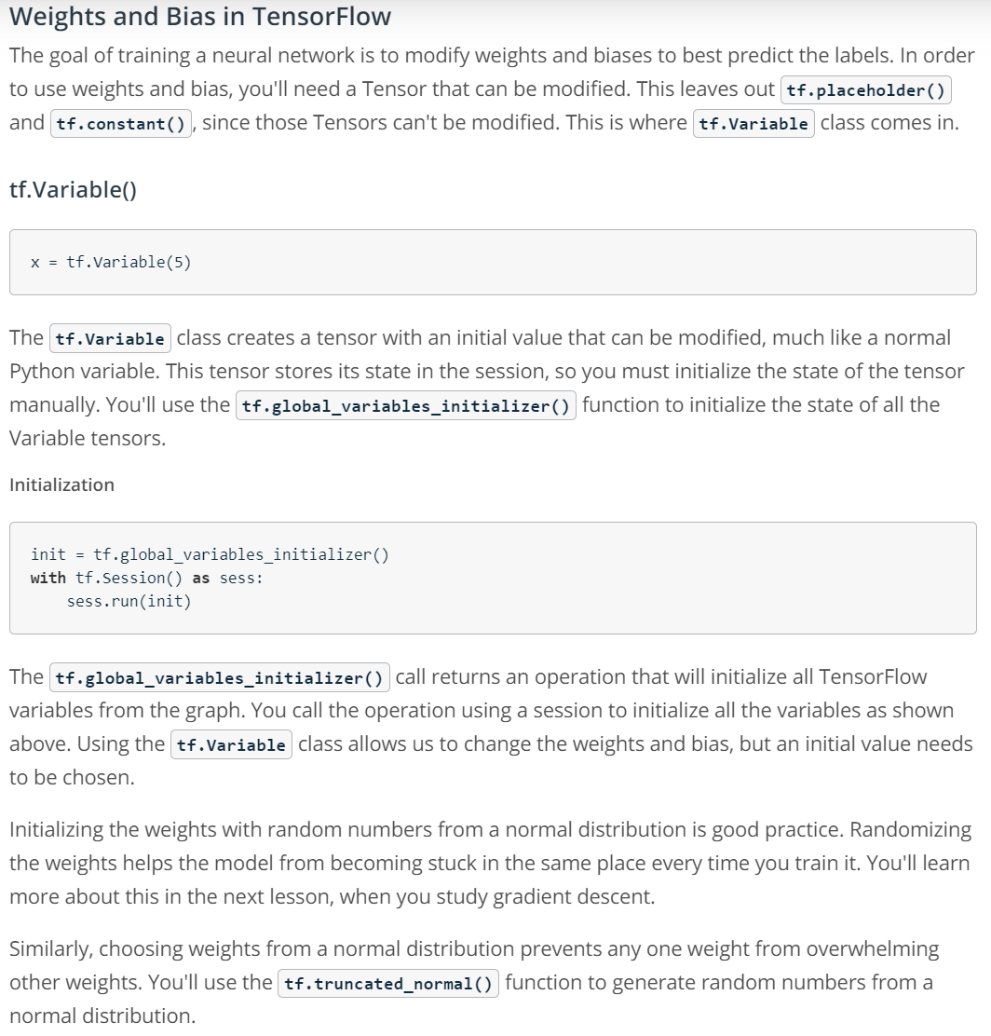 Weights and Bias in TensorFlow
The goal of training a neural network is to modify weights and biases to best predict the labels. In order
to use weights and bias, you'll need a Tensor that can be modified. This leaves out tf.placeholder()
and tf.constant(), since those Tensors can't be modified. This is where tf.Variable class comes in.
tf.Variable()
x = tf.Variable(5)
The tf.Variable class creates a tensor with an initial value that can be modified, much like a normal
Python variable. This tensor stores its state in the session, so you must initialize the state of the tensor
manually. You'll use the tf.global_variables_initializer() function to initialize the state of all the
Variable tensors.
Initialization
init = tf.global_variables_initializer()
with tf.Session() as sess:
    sess.run(init)
The tf.global_variables_initializer() call returns an operation that will initialize all TensorFlow
variables from the graph. You call the operation using a session to initialize all the variables as shown
above. Using the tf.Variable class allows us to change the weights and bias, but an initial value needs
to be chosen.
Initializing the weights with random numbers from a normal distribution is good practice. Randomizing
the weights helps the model from becoming stuck in the same place every time you train it. You'll learn
more about this in the next lesson, when you study gradient descent.
Similarly, choosing weights from a normal distribution prevents any one weight from overwhelming
other weights. You'll use the tf.truncated_normal() function to generate random numbers from a
normal distribution.